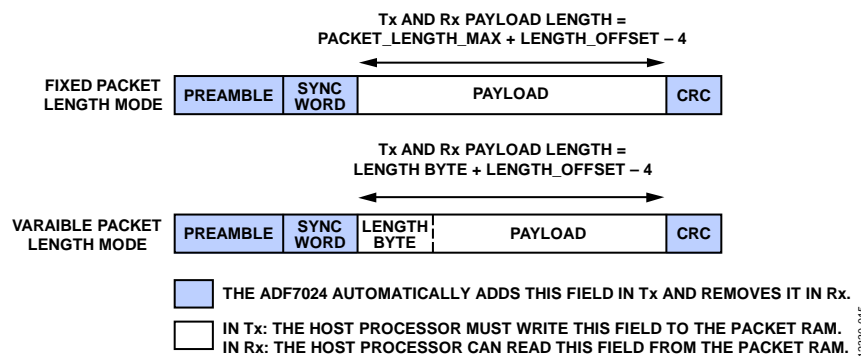 Tx AND Rx PAYLOAD LENGTH =
PACKET_LENGTH_MAX + LENGTH_OFFSET – 4
FIXED PACKET
LENGTH MODE
PREAMBLE
SYNC
WORD
PAYLOAD
CRC
Tx AND Rx PAYLOAD LENGTH =
LENGTH BYTE + LENGTH_OFFSET – 4
VARAIBLE PACKET
LENGTH MODE
PREAMBLE
SYNC
WORD
LENGTH
BYTE
PAYLOAD
CRC
THE ADF7024 AUTOMATICALLY ADDS THIS FIELD IN Tx AND REMOVES IT IN Rx.
IN Tx: THE HOST PROCESSOR MUST WRITE THIS FIELD TO THE PACKET RAM.
IN Rx: THE HOST PROCESSOR CAN READ THIS FIELD FROM THE PACKET RAM.